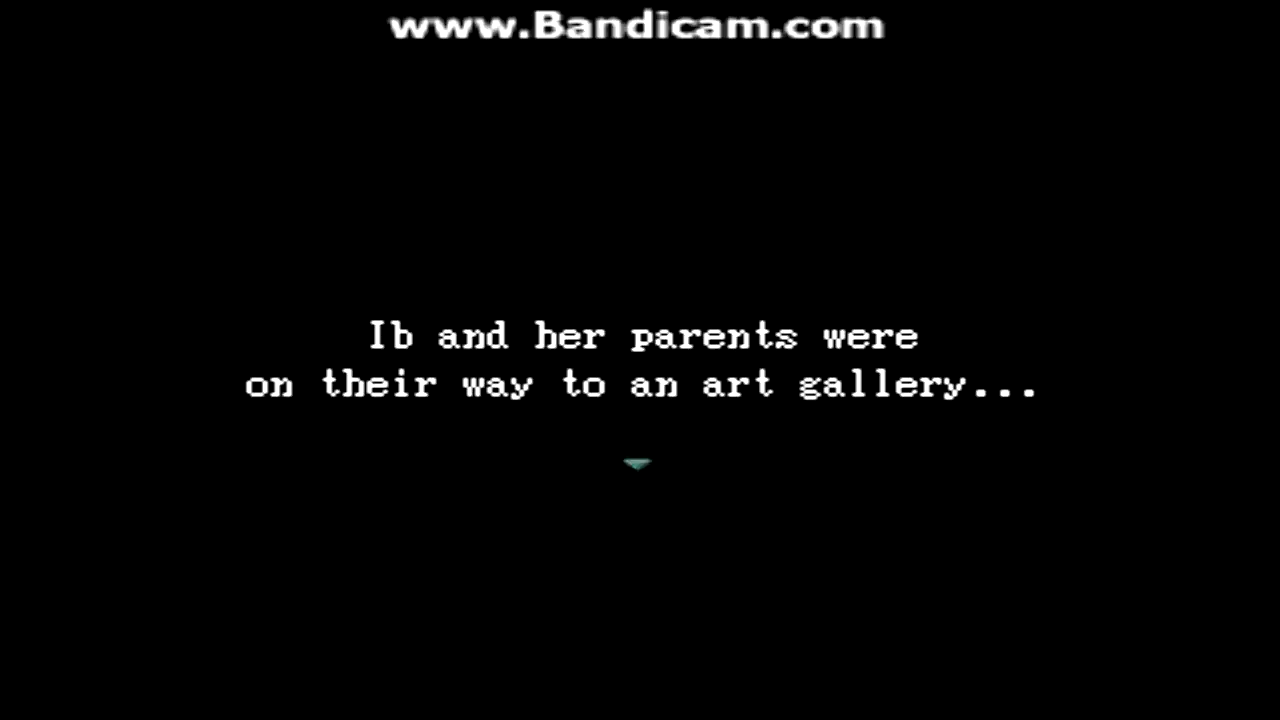 www.Bandicam.com
Ib and her parents were
on their way to an art gallery...